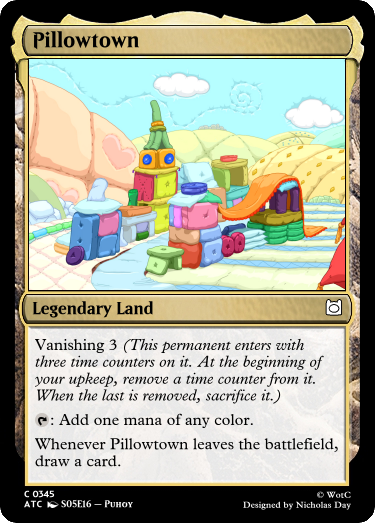 Pillowtown
Legendary Land
Vanishing 3 (This permanent enters with
three time counters on it. At the beginning of
your upkeep, remove a time counter from it.
When the last is removed, sacrifice it.)
: Add one mana of any color.
Whenever Pillowtown leaves the battlefield,
draw a card.
C 0345
ATC S05E16 – Puhoy
© WotC
Designed by Nicholas Day